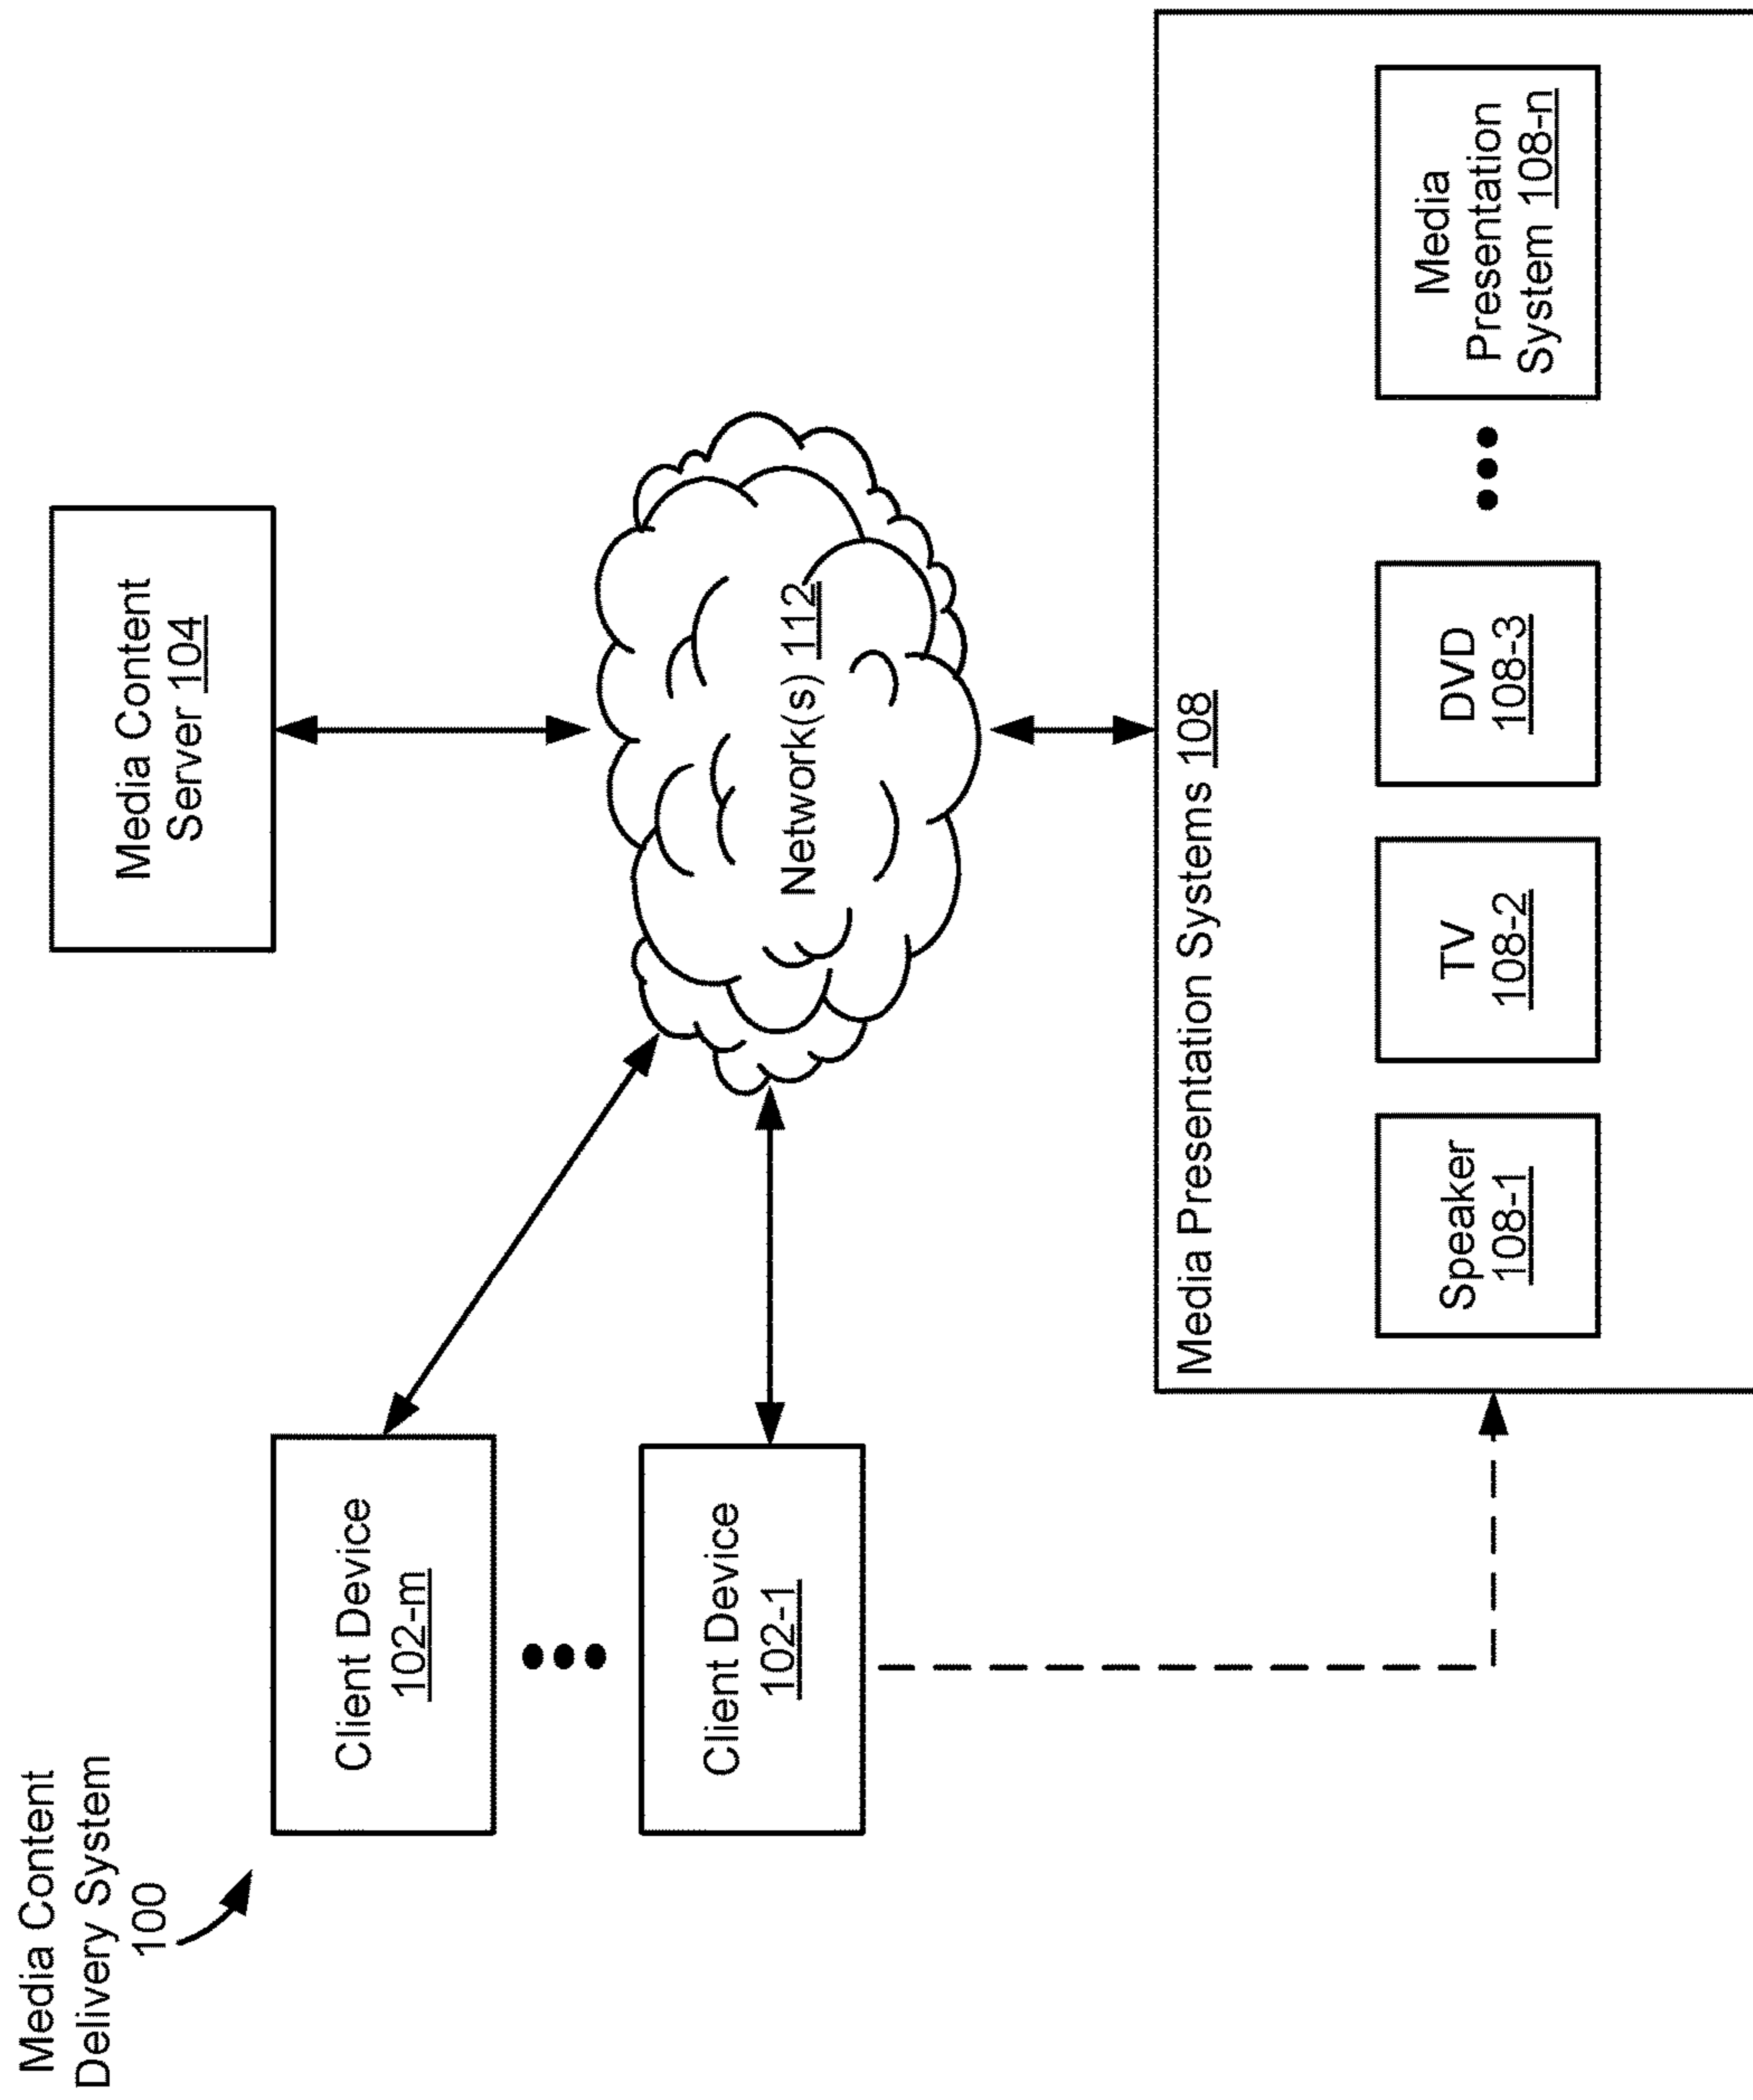 Media Content
Delivery System
100
Media Content
Server 104
Client Device
102-m
Client Device
102-1
Network(s) 112
Media Presentation Systems 108
Speaker
108-1
TV
108-2
DVD
108-3
Media
Presentation
System 108-n